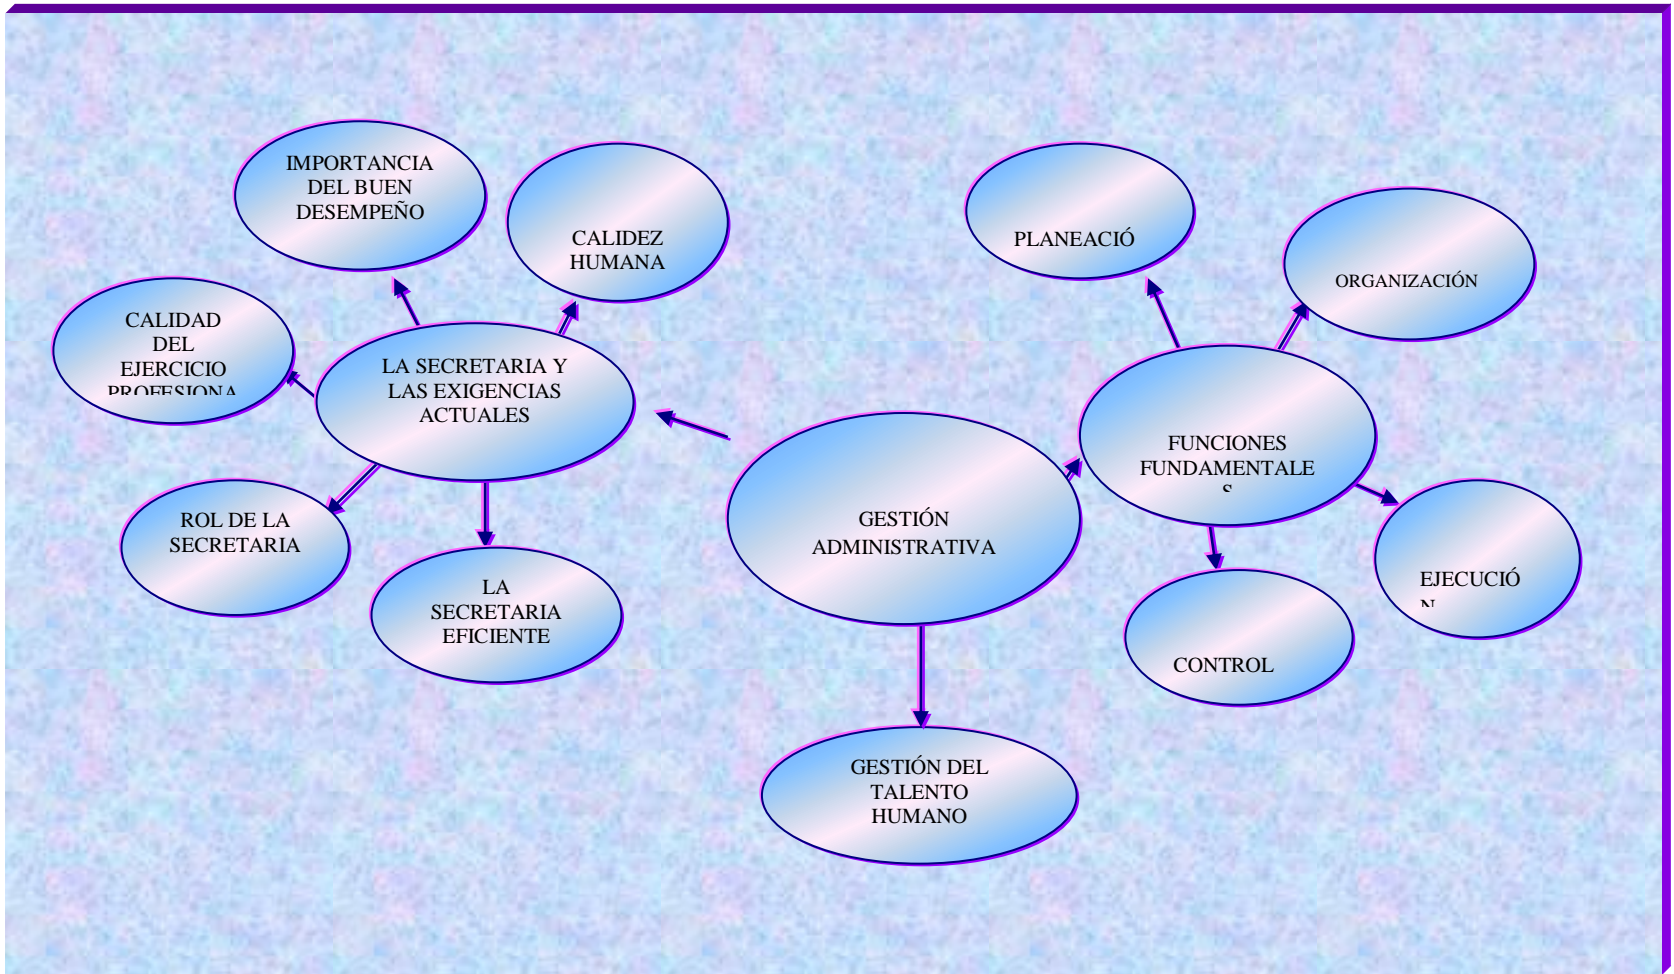 IMPORTANCIA
DEL BUEN
DESEMPEÑO
CALIDEZ
HUMANA
CALIDAD
DEL
EJERCICIO
PROFESIONA
LA SECRETARIA Y
LAS EXIGENCIAS
ACTUALES
ROL DE LA
SECRETARIA
LA
SECRETARIA
EFICIENTE
GESTIÓN
ADMINISTRATIVA
GESTIÓN DEL
TALENTO
HUMANO
PLANEACIÓ
ORGANIZACIÓN
FUNCIONES
FUNDAMENTALE
S
EJECUCIÓ
N
CONTROL